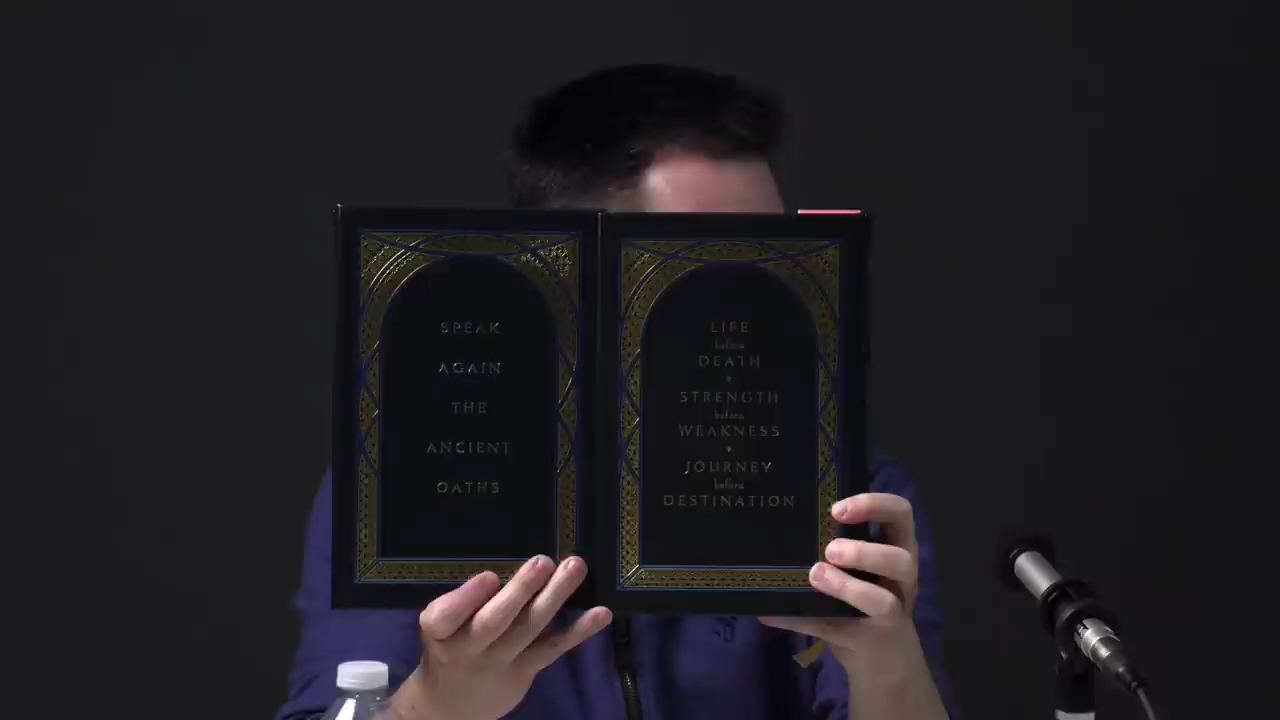 SPEAK
AGAIN
THE
ANCIENT
OATHS
LIFE
before
DEATH
STRENGTH
before
WEAKNESS
JOURNEY
before
DESTINATION